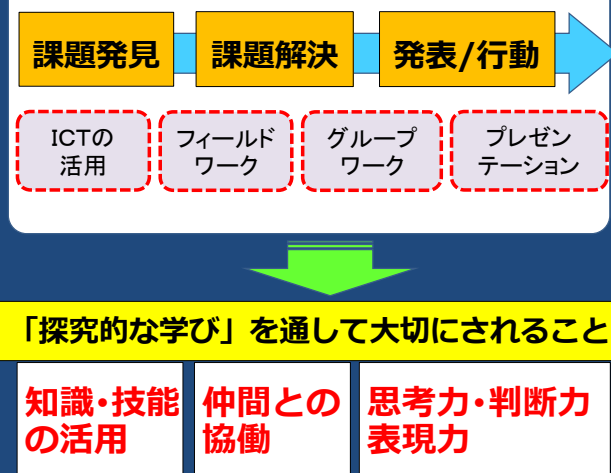 課題発見 課題解決 発表/行動
ICTの
活用
フィールド
ワーク
グループ
ワーク
プレゼン
テーション
「探究的な学び」を通して大切にされること
知識・技能
の活用
仲間との
協働
思考力・判断力
表現力